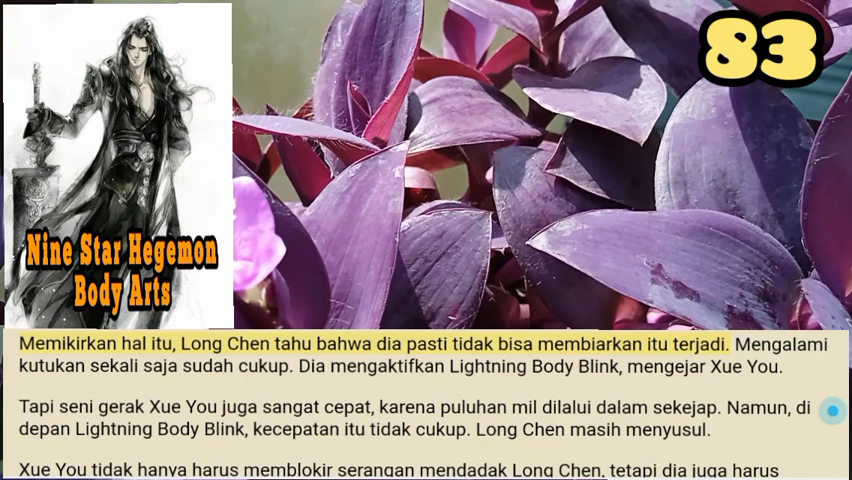 83
Nine Star Hegemon
Body Arts
Memikirkan hal itu, Long Chen tahu bahwa dia pasti tidak bisa membiarkan itu terjadi. Mengalami
kutukan sekali saja sudah cukup. Dia mengaktifkan Lightning Body Blink, mengejar Xue You.
Tapi seni gerak Xue You juga sangat cepat, karena puluhan mil dilalui dalam sekejap. Namun, di
depan Lightning Body Blink, kecepatan itu tidak cukup. Long Chen masih menyusul.
Xue You tidak hanya harus memblokir serangan mendadak Long Chen, tetapi dia juga harus